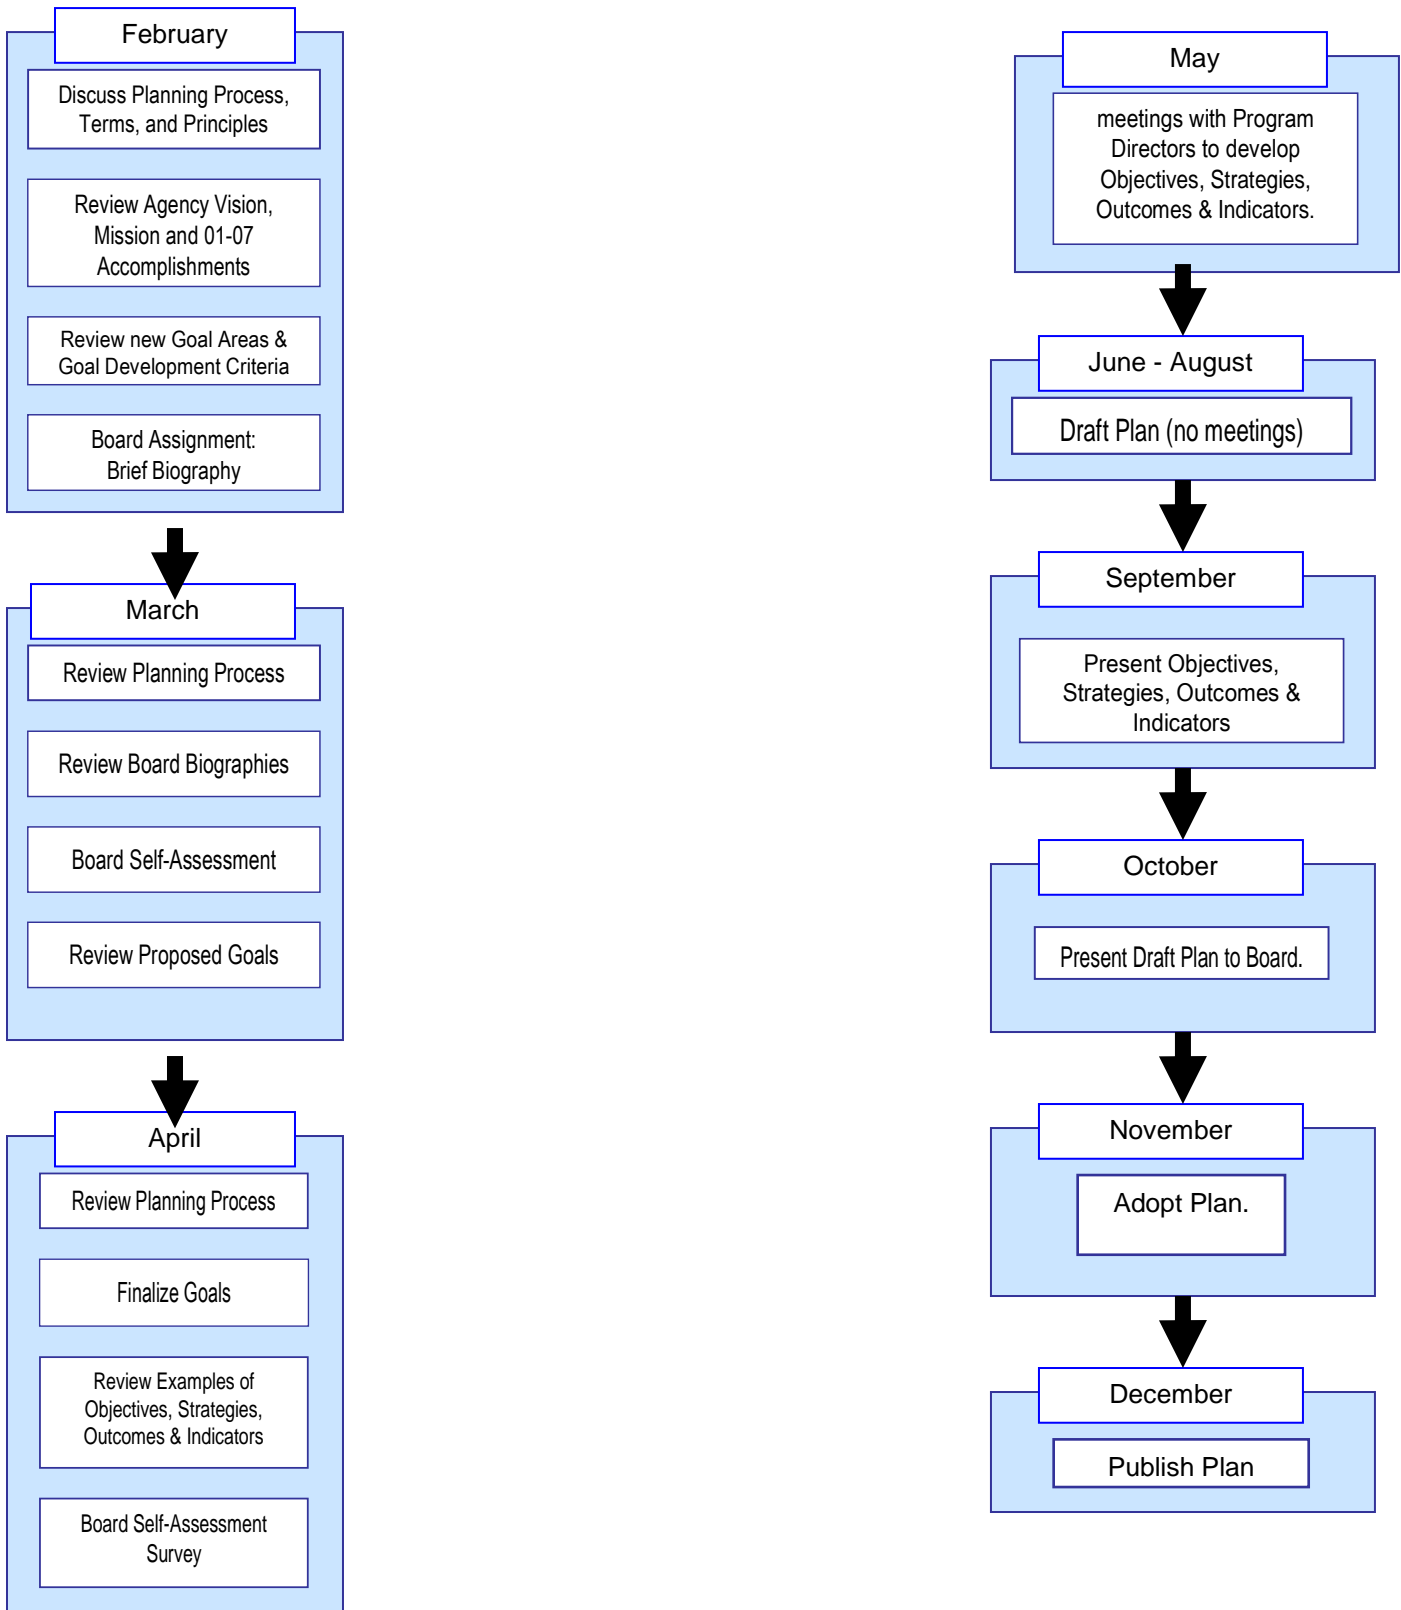 February
Discuss Planning Process,
Terms, and Principles
Review Agency Vision,
Mission and 01-07
Accomplishments
Review new Goal Areas &
Goal Development Criteria
Board Assignment:
Brief Biography
March
Review Planning Process
Review Board Biographies
Board Self-Assessment
Review Proposed Goals
April
Review Planning Process
Finalize Goals
Review Examples of
Objectives, Strategies,
Outcomes & Indicators
Board Self-Assessment
Survey
May
meetings with Program
Directors to develop
Objectives, Strategies,
Outcomes & Indicators.
June - August
Draft Plan (no meetings)
September
Present Objectives,
Strategies, Outcomes &
Indicators
October
Present Draft Plan to Board.
November
Adopt Plan.
December
Publish Plan